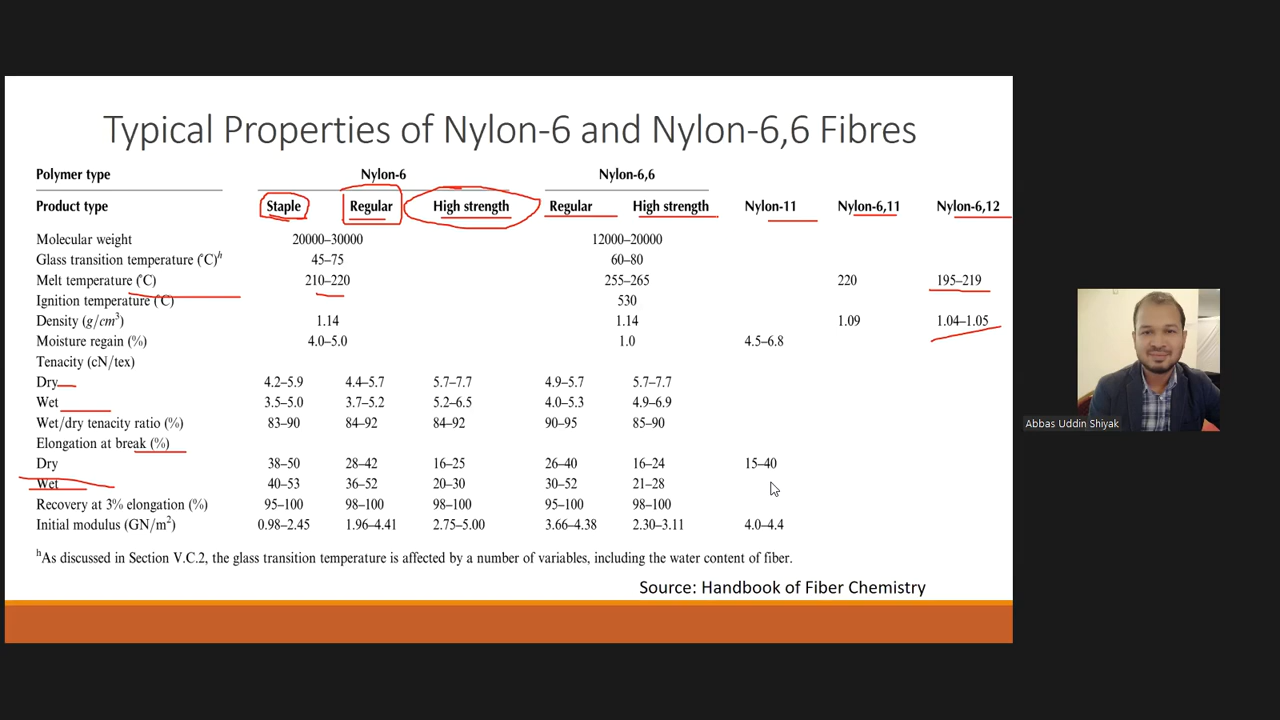 Typical Properties of Nylon-6 and Nylon-6,6 Fibres
Polymer type Nylon-6 Nylon-6,6
Product type Staple Regular High strength Regular High strength Nylon-11 Nylon-6,11 Nylon-6,12
Molecular weight 20000–30000 12000–20000
Glass transition temperature (°C)h 45–75 60–80
Melt temperature (°C) 210–220 255–265 220 195–219
Ignition temperature (°C) 530
Density (g/cm3) 1.14 1.14 1.09 1.04–1.05
Moisture regain (%) 4.0–5.0 1.0 4.5–6.8
Tenacity (cN/tex)
Dry 4.2–5.9 4.4–5.7 5.7–7.7 4.9–5.7 5.7–7.7
Wet 3.5–5.0 3.7–5.2 5.2–6.5 4.0–5.3 4.9–6.9
Wet/dry tenacity ratio (%) 83–90 84–92 84–92 90–95 85–90
Elongation at break (%)
Dry 38–50 28–42 16–25 26–40 16–24 15–40
Wet 40–53 36–52 20–30 30–52 21–28
Recovery at 3% elongation (%) 95–100 98–100 98–100 95–100 98–100
Initial modulus (GN/m2) 0.98–2.45 1.96–4.41 2.75–5.00 3.66–4.38 2.30–3.11 4.0–4.4
hAs discussed in Section V.C.2, the glass transition temperature is affected by a number of variables, including the water content of fiber.
Source: Handbook of Fiber Chemistry
Abbas Uddin Shiyak